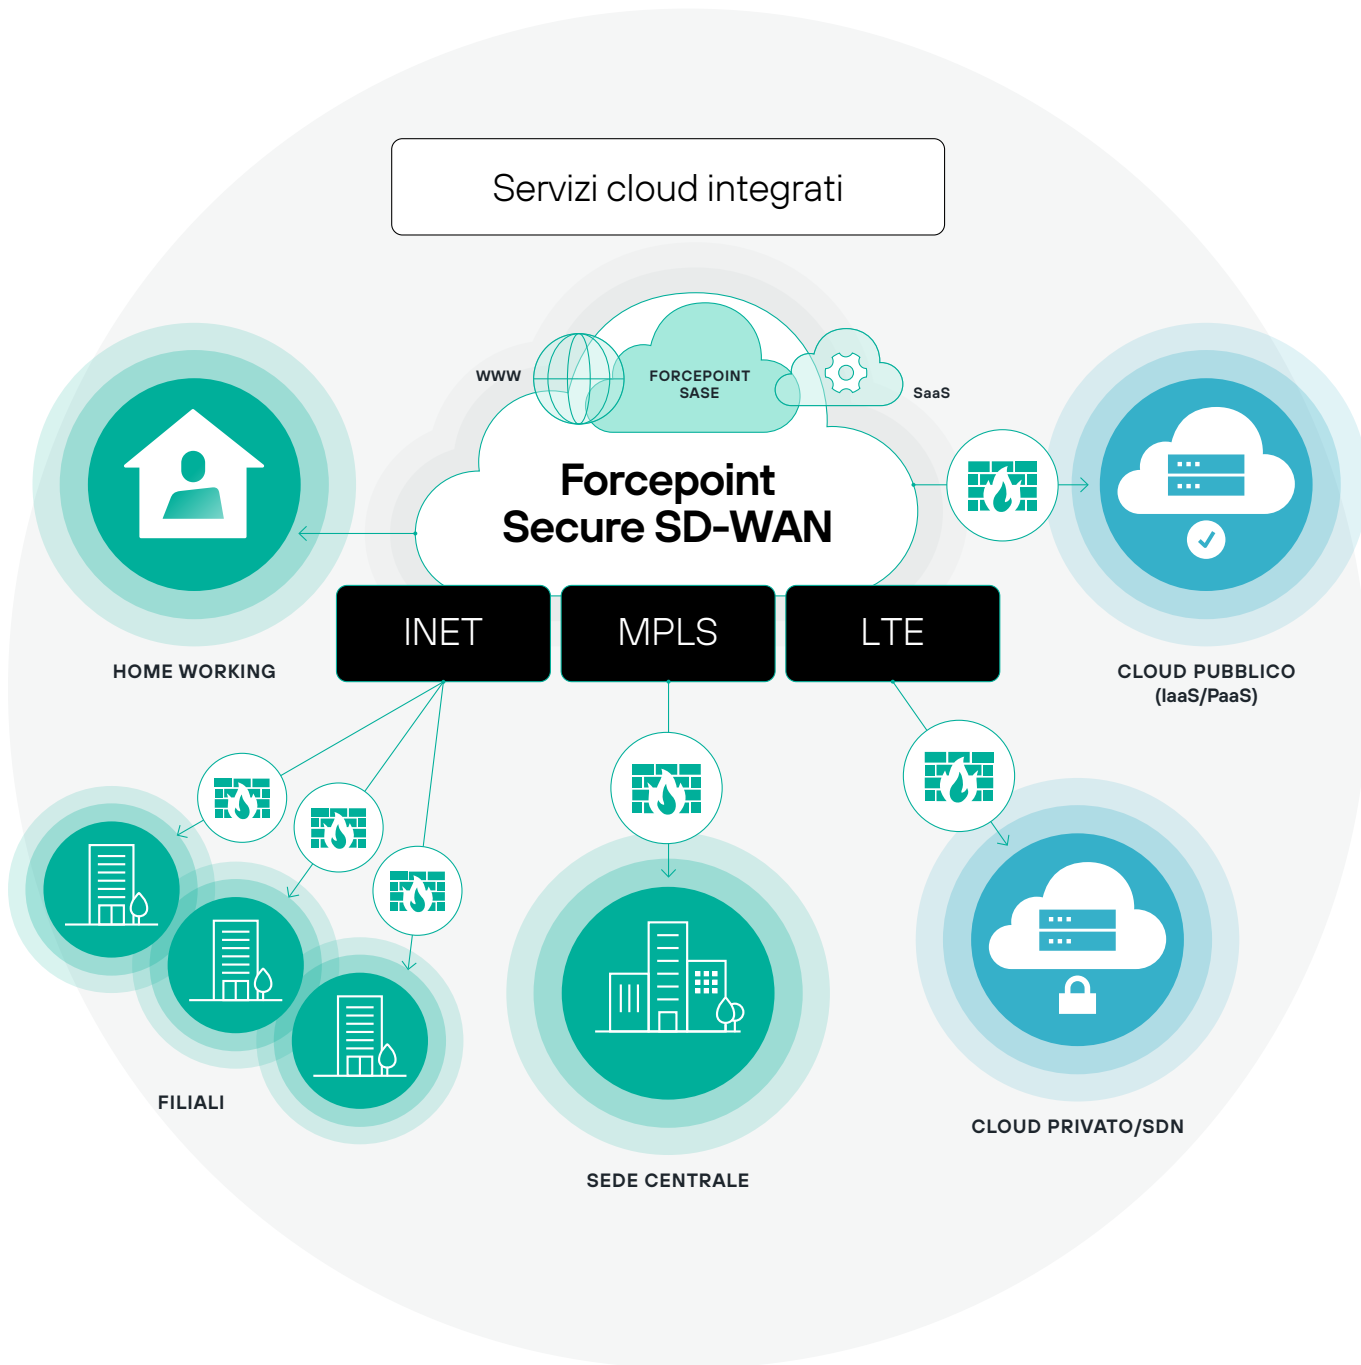 Servizi cloud integrati
WWW
FORCEPOINT
SASE
SaaS
Forcepoint
Secure SD-WAN
INET
MPLS
LTE
HOME WORKING
CLOUD PUBBLICO
(IaaS/PaaS)
FILIALI
SEDE CENTRALE
CLOUD PRIVATO/SDN